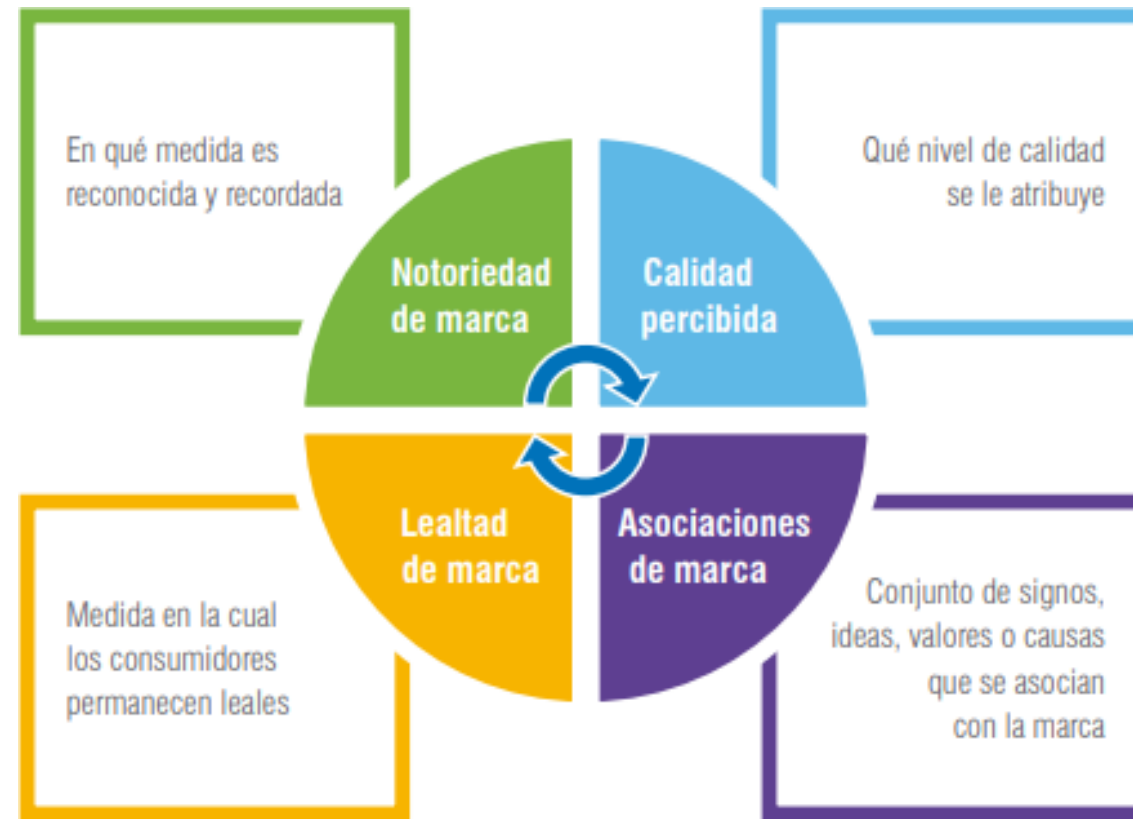 En qué medida es
reconocida y recordada
Qué nivel de calidad
se le atribuye
Notoriedad
de marca
Calidad
percibida
Lealtad
de marca
Asociaciones
de marca
Medida en la cual
los consumidores
permanecen leales
Conjunto de signos,
ideas, valores o causas
que se asocian
con la marca